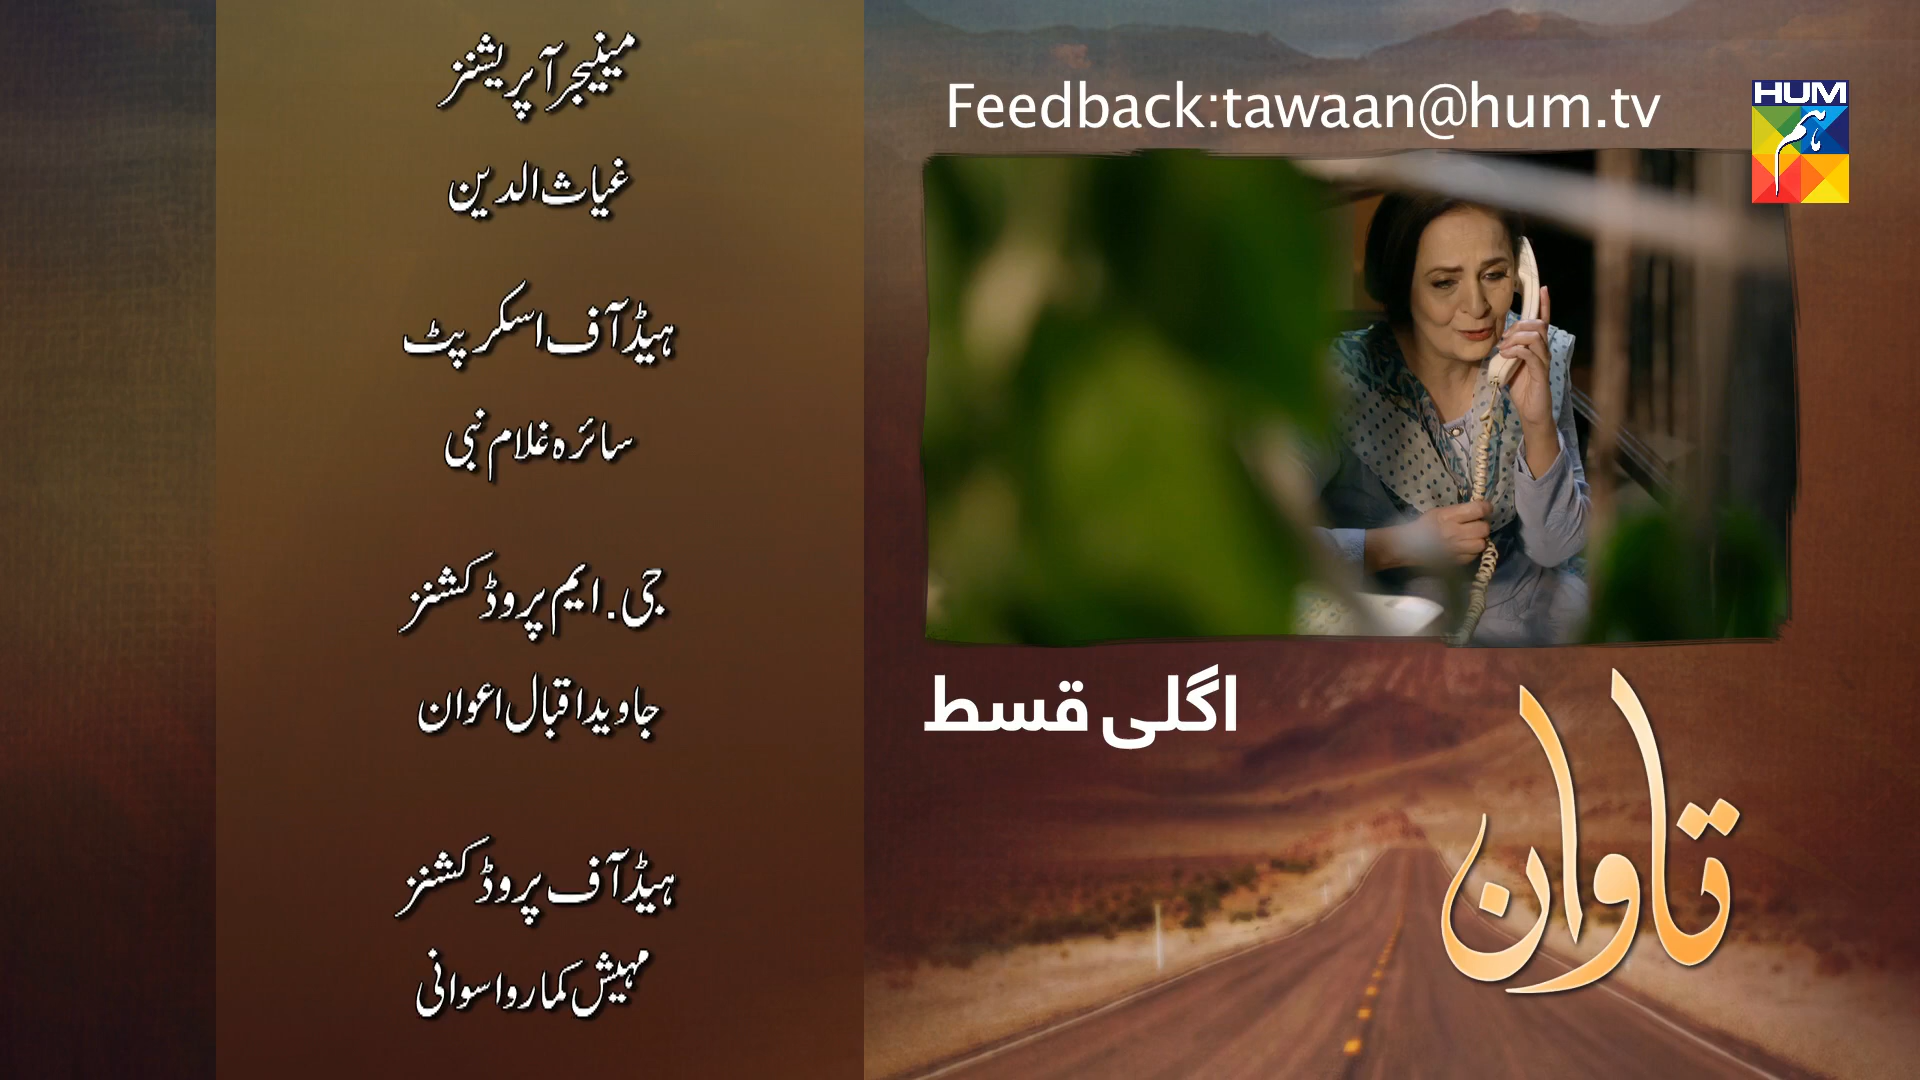 مینیجر آپریشنز
غیاث الدین
ہیڈ آف اسکرپٹ
سائرہ غلام نبی
جی. ایم پروڈکشنز
جاوید اقبال اعوان
ہیڈ آف پروڈکشنز
مہیش کمار واسوانی
Feedback:tawaan@hum.tv
HUM
ہم
اگلی قسط
تاوان